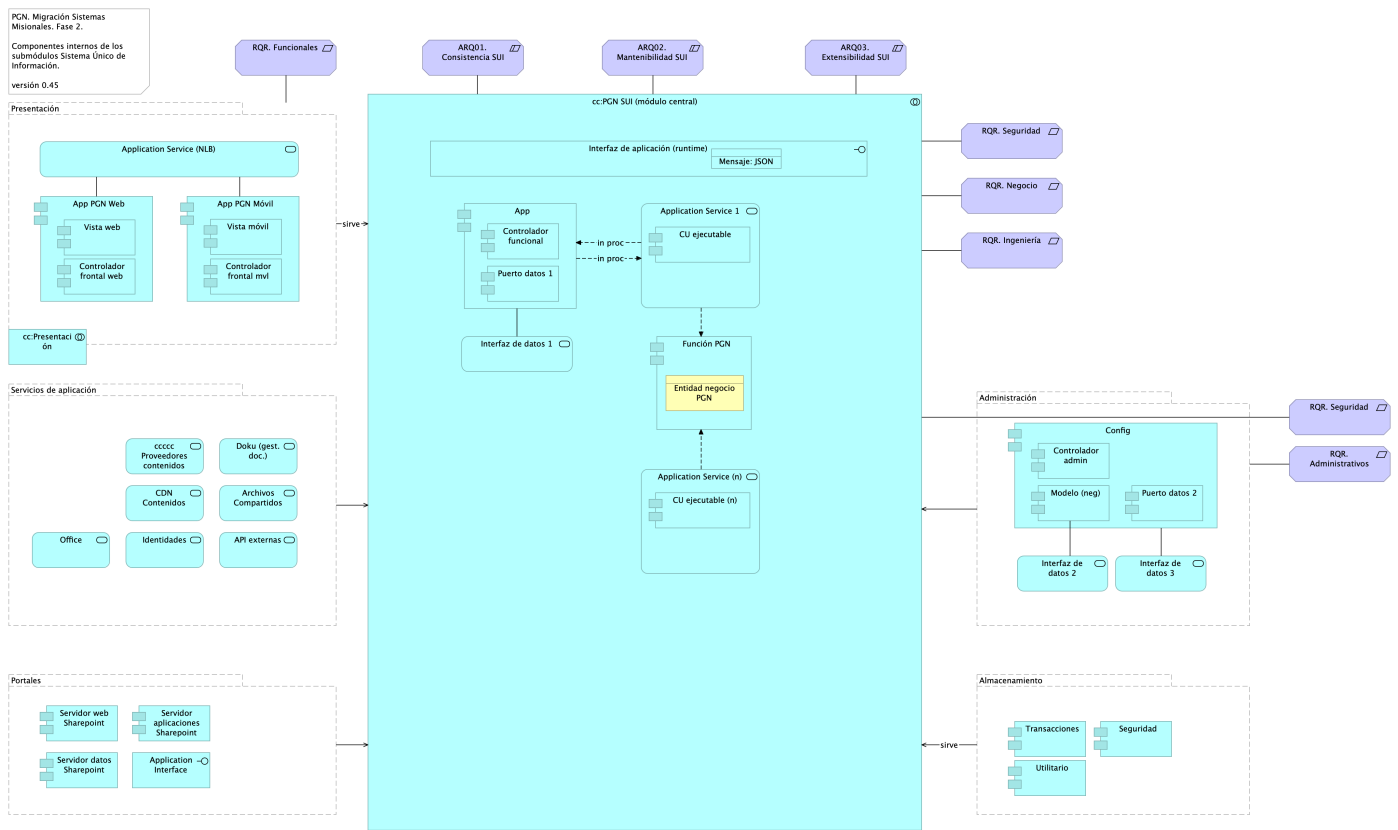 PGN. Migración Sistemas
Misionales. Fase 2.
Componentes internos de los
submódulos Sistema Único de
Información.
versión 0.45
RQR. Funcionales
ARQ01.
Consistencia SUI
ARQ02.
Mantenibilidad SUI
ARQ03.
Extensibilidad SUI
Presentación
Application Service (NLB)
App PGN Web
Vista web
Controlador
frontal web
App PGN Móvil
Vista móvil
Controlador
frontal mvl
cc:Presentaci
ón
sirve
cc:PGN SUI (módulo central)
Interfaz de aplicación (runtime)
Mensaje: JSON
App
Controlador
funcional
Puerto datos 1
in proc
in proc
Application Service 1
CU ejecutable
Interfaz de datos 1
Función PGN
Entidad negocio
PGN
Application Service (n)
CU ejecutable (n)
RQR. Seguridad
RQR. Negocio
RQR. Ingeniería
Servicios de aplicación
ccccc
Proveedores
contenidos
Doku (gest.
doc.)
CDN
Contenidos
Archivos
Compartidos
Office
Identidades
API externas
Administración
Config
Controlador
admin
Modelo (neg)
Puerto datos 2
Interfaz de
datos 2
Interfaz de
datos 3
RQR. Seguridad
RQR.
Administrativos
Portales
Servidor web
Sharepoint
Servidor
aplicaciones
Sharepoint
Servidor datos
Sharepoint
Application
Interface
Almacenamiento
sirve
Transacciones
Seguridad
Utilitario